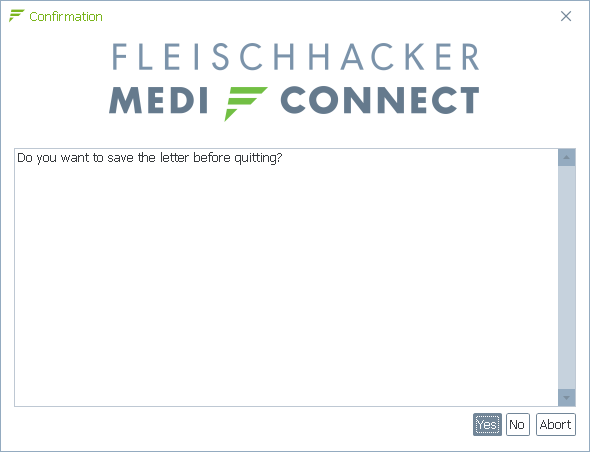 Confirmation
FLEISCHHACKER
MEDI CONNECT
Do you want to save the letter before quitting?
Yes No Abort